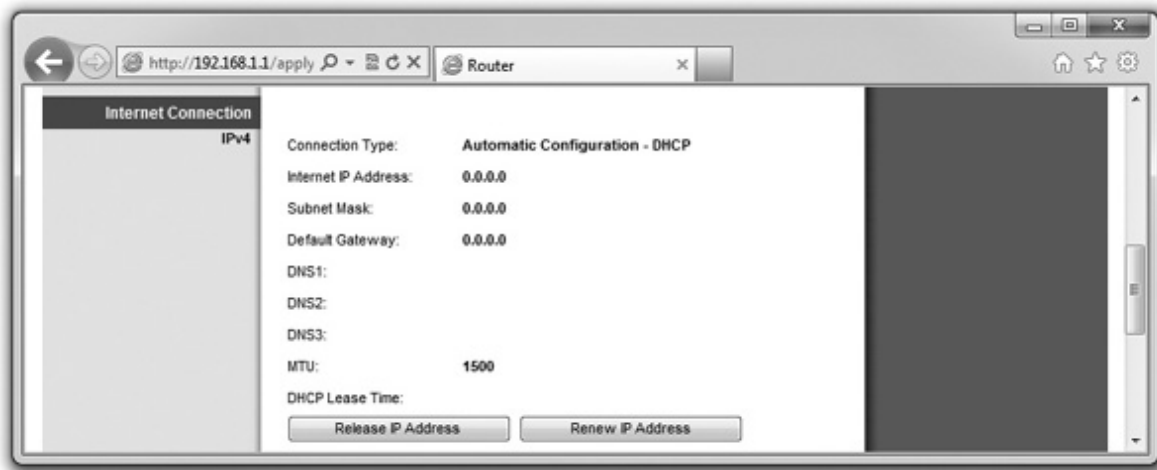 http://192.168.1.1/apply
Router
Internet Connection
IPv4
Connection Type: Automatic Configuration - DHCP
Internet IP Address: 0.0.0.0
Subnet Mask: 0.0.0.0
Default Gateway: 0.0.0.0
DNS1:
DNS2:
DNS3:
MTU: 1500
DHCP Lease Time:
Release IP Address Renew IP Address